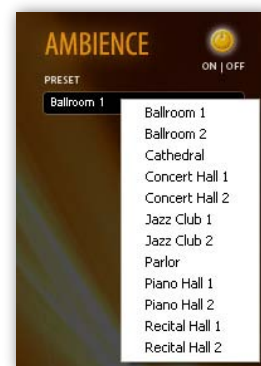 AMBIENCE
ON | OFF
PRESET
Ballroom 1
Ballroom 1
Ballroom 2
Cathedral
Concert Hall 1
Concert Hall 2
Jazz Club 1
Jazz Club 2
Parlor
Piano Hall 1
Piano Hall 2
Recital Hall 1
Recital Hall 2